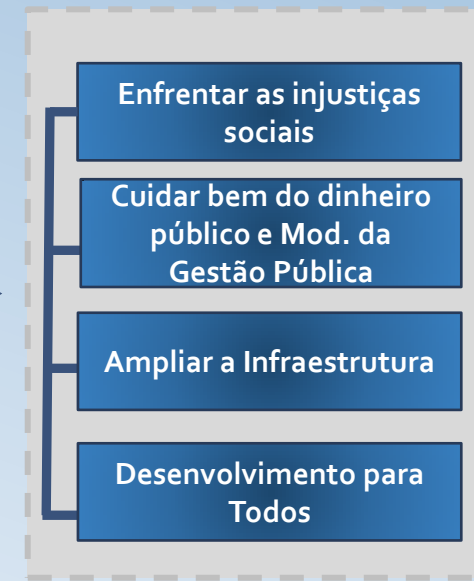 Enfrentar as injustiças
sociais
Cuidar bem do dinheiro
público e Mod. da
Gestão Pública
Ampliar a Infraestrutura
Desenvolvimento para
Todos